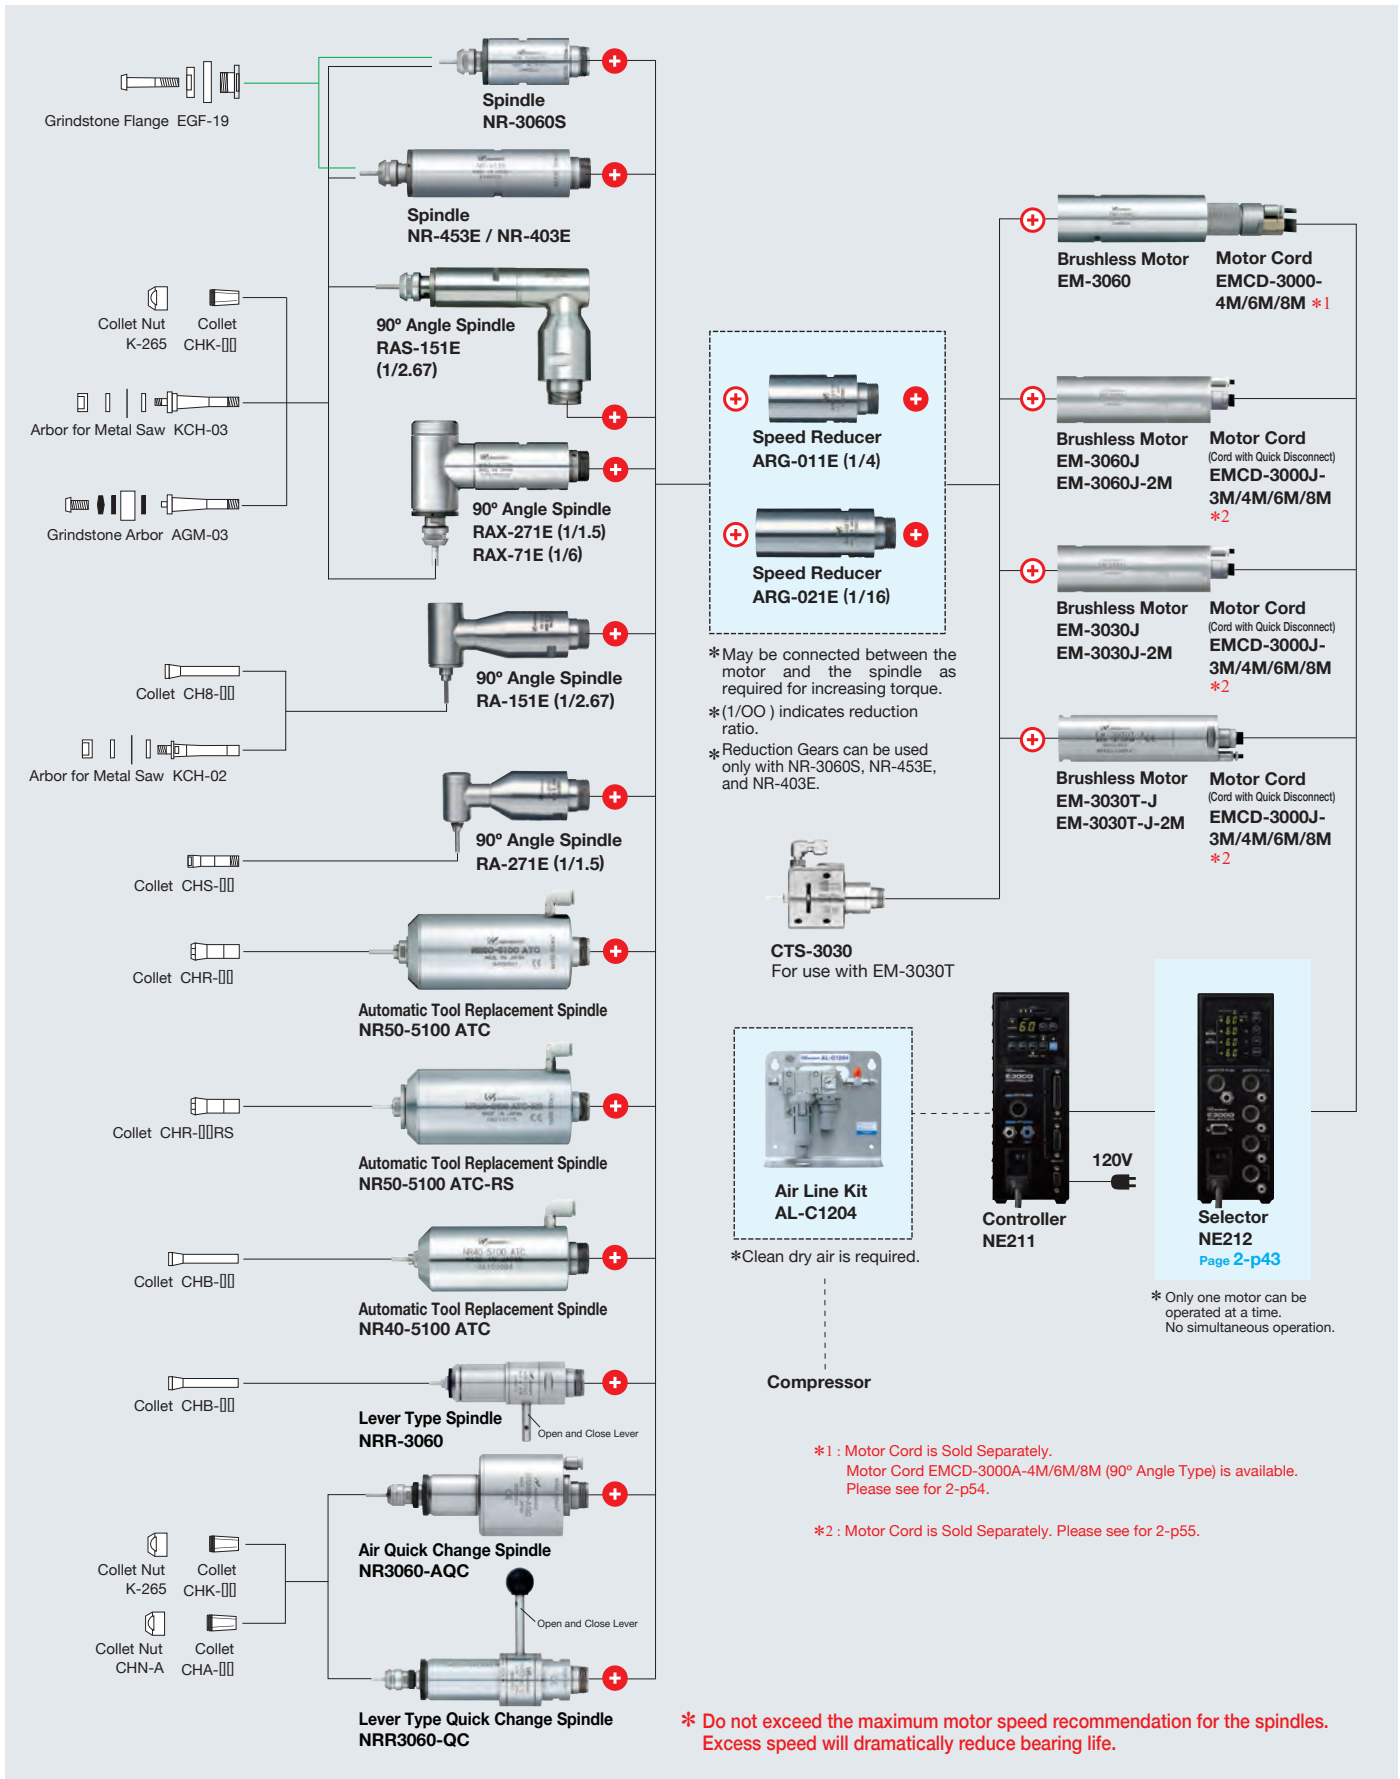 Grindstone Flange EGF-19
Spindle
NR-3060S
Spindle
NR-453E / NR-403E
Collet Nut
K-265
Collet
CHK-▯▯
90º Angle Spindle
RAS-151E
(1/2.67)
Arbor for Metal Saw KCH-03
Grindstone Arbor AGM-03
90º Angle Spindle
RAX-271E (1/1.5)
RAX-71E (1/6)
Collet CH8-▯▯
90º Angle Spindle
RA-151E (1/2.67)
Arbor for Metal Saw KCH-02
90º Angle Spindle
RA-271E (1/1.5)
Collet CHS-▯▯
NR50-5100 ATC
Collet CHR-▯▯
Automatic Tool Replacement Spindle
NR50-5100 ATC
Collet CHR-▯▯RS
Automatic Tool Replacement Spindle
NR50-5100 ATC-RS
NR40-5100 ATC
Collet CHB-▯▯
Automatic Tool Replacement Spindle
NR40-5100 ATC
Collet CHB-▯▯
Lever Type Spindle
NRR-3060
Open and Close Lever
Air Quick Change Spindle
NR3060-AQC
Collet Nut
K-265
Collet
CHK-▯▯
Collet Nut
CHN-A
Collet
CHA-▯▯
Open and Close Lever
Lever Type Quick Change Spindle
NRR3060-QC
Speed Reducer
ARG-011E (1/4)
Speed Reducer
ARG-021E (1/16)
*May be connected between the
motor and the spindle as
required for increasing torque.
*(1/OO ) indicates reduction
ratio.
*Reduction Gears can be used
only with NR-3060S, NR-453E,
and NR-403E.
Brushless Motor
EM-3060
Motor Cord
EMCD-3000-
4M/6M/8M *1
Brushless Motor
EM-3060J
EM-3060J-2M
Motor Cord
(Cord with Quick Disconnect)
EMCD-3000J-
3M/4M/6M/8M
*2
Brushless Motor
EM-3030J
EM-3030J-2M
Motor Cord
(Cord with Quick Disconnect)
EMCD-3000J-
3M/4M/6M/8M
*2
Brushless Motor
EM-3030T-J
EM-3030T-J-2M
Motor Cord
(Cord with Quick Disconnect)
EMCD-3000J-
3M/4M/6M/8M
*2
CTS-3030
For use with EM-3030T
AL-C1204
Air Line Kit
AL-C1204
*Clean dry air is required.
Compressor
60
E3000
Controller
NE211
120V
E3000
Selector
NE212
Page 2-p43
* Only one motor can be
operated at a time.
No simultaneous operation.
*1 : Motor Cord is Sold Separately.
Motor Cord EMCD-3000A-4M/6M/8M (90º Angle Type) is available.
Please see for 2-p54.
*2 : Motor Cord is Sold Separately. Please see for 2-p55.
* Do not exceed the maximum motor speed recommendation for the spindles.
Excess speed will dramatically reduce bearing life.